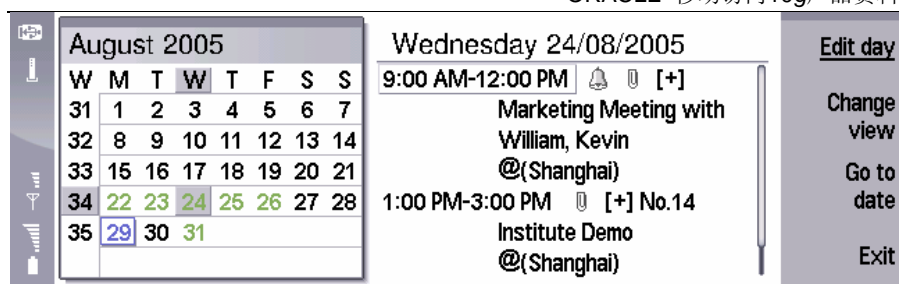 August 2005
W M T W T F S S
31 1 2 3 4 5 6 7
32 8 9 10 11 12 13 14
33 15 16 17 18 19 20 21
34 22 23 24 25 26 27 28
35 29 30 31
Wednesday 24/08/2005
9:00 AM-12:00 PM [+]
Marketing Meeting with
William, Kevin
@(Shanghai)
1:00 PM-3:00 PM [+] No.14
Institute Demo
@(Shanghai)
Edit day
Change
view
Go to
date
Exit